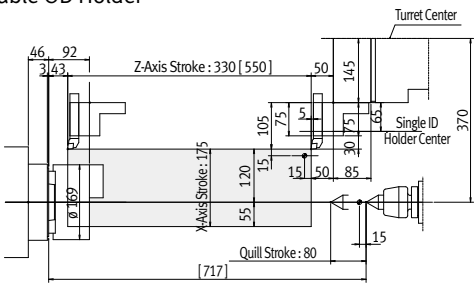 able OD Holder
Turret Center
46 92
3 43
Z-Axis Stroke : 330 [ 550 ]
50
145
370
105
75
5
75
65
30
Single ID
Holder Center
15
15 50 85
X-Axis Stroke : 175
120
55
ø 169
15
Quill Stroke : 80
[ 717 ]